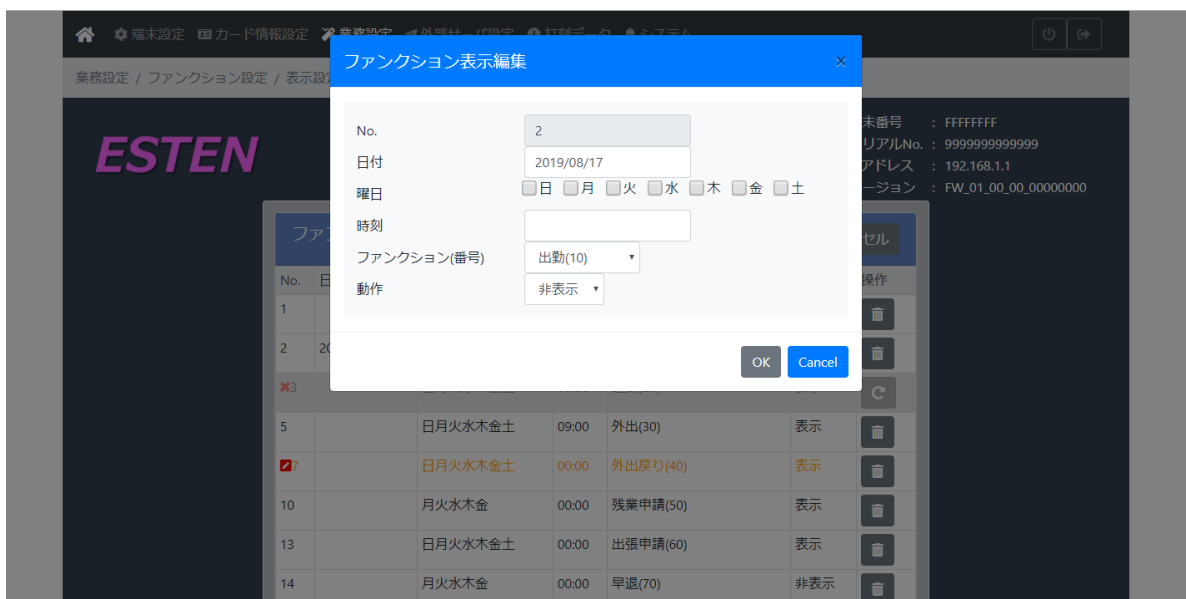 端末設定 カード情報設定 業務設定 外部サーバ設定 打刻データ システム
業務設定 / ファンクション設定 / 表示設
ファンクション表示編集 ×
ESTEN
No. 2
日付 2019/08/17
曜日 日 月 火 水 木 金 土
時刻
ファンクション(番号) 出勤(10)
動作 非表示
OK Cancel
末番号 : FFFFFFFF
リアルNo. : 9999999999999
アドレス : 192.168.1.1
ージョン : FW_01_00_00_00000000
ファン
セル
No. 日 操作
1
2 20
3
5 日月火水木金土 09:00 外出(30) 表示
7 日月火水木金土 00:00 外出戻り(40) 表示
10 月火水木金 00:00 残業申請(50) 表示
13 日月火水木金土 00:00 出張申請(60) 表示
14 月火水木金 00:00 早退(70) 非表示